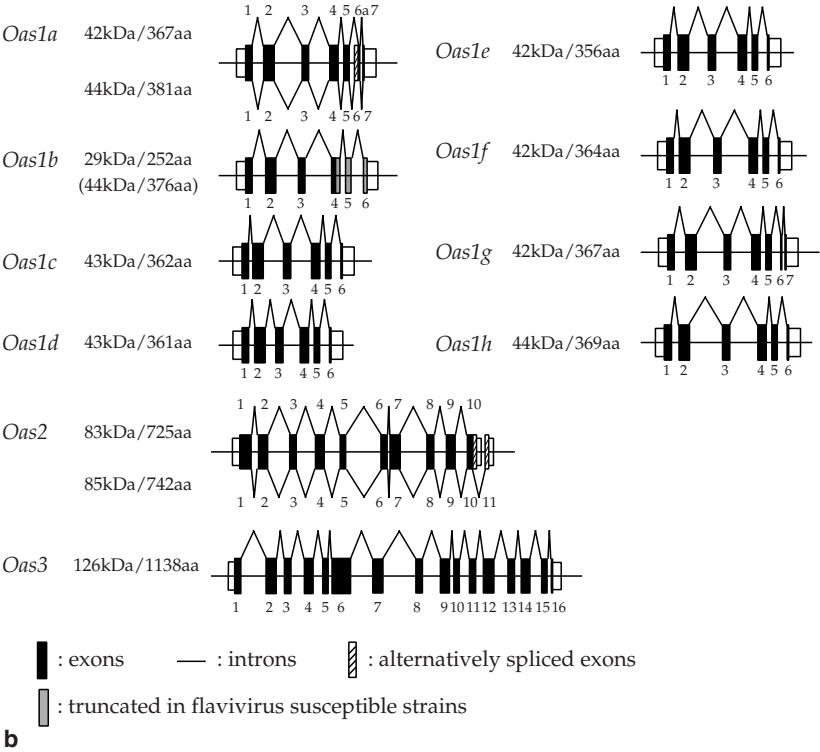 1 2 3 4 5 6a 7
Oas1a 42kDa/367aa
44kDa/381aa
1 2 3 4 5 6 7
Oas1b 29kDa/252aa
(44kDa/376aa)
1 2 3 4 5 6
Oas1c 43kDa/362aa
1 2 3 4 5 6
Oas1d 43kDa/361aa
1 2 3 4 5 6
Oas1e 42kDa/356aa
1 2 3 4 5 6
Oas1f 42kDa/364aa
1 2 3 4 5 6
Oas1g 42kDa/367aa
1 2 3 4 5 6 7
Oas1h 44kDa/369aa
1 2 3 4 5 6
1 2 3 4 5 6 7 8 9 10
Oas2 83kDa/725aa
85kDa/742aa
1 2 3 4 5 6 7 8 9 10 11
Oas3 126kDa/1138aa
1 2 3 4 5 6 7 8 9 10 11 12 13 14 15 16
: exons : introns : alternatively spliced exons
: truncated in flavivirus susceptible strains
b